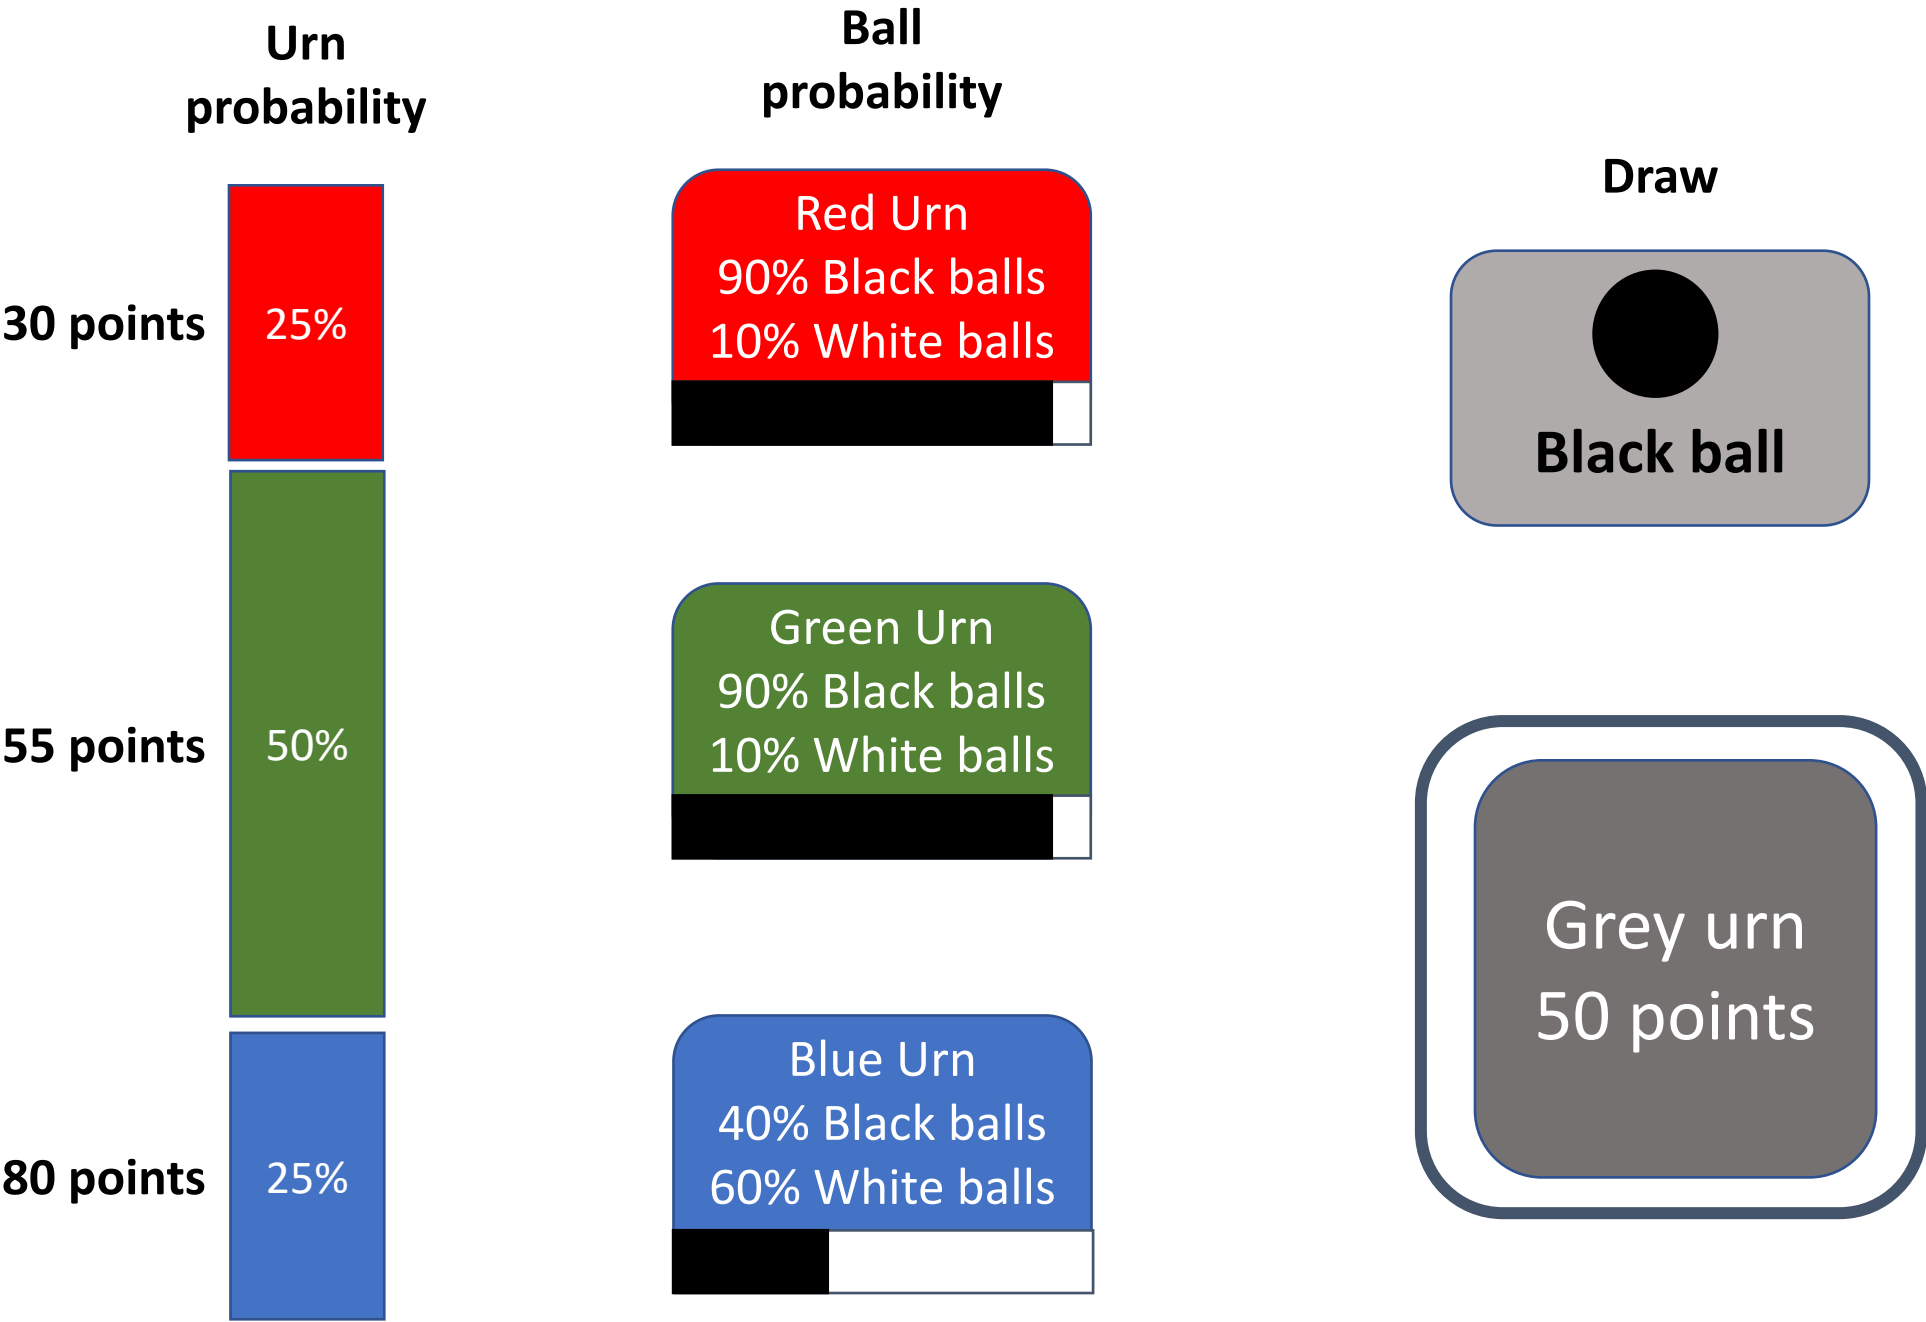 Urn
probability
Ball
probability
Draw
30 points
25%
Red Urn
90% Black balls
10% White balls
Black ball
55 points
50%
Green Urn
90% Black balls
10% White balls
Grey urn
50 points
80 points
25%
Blue Urn
40% Black balls
60% White balls